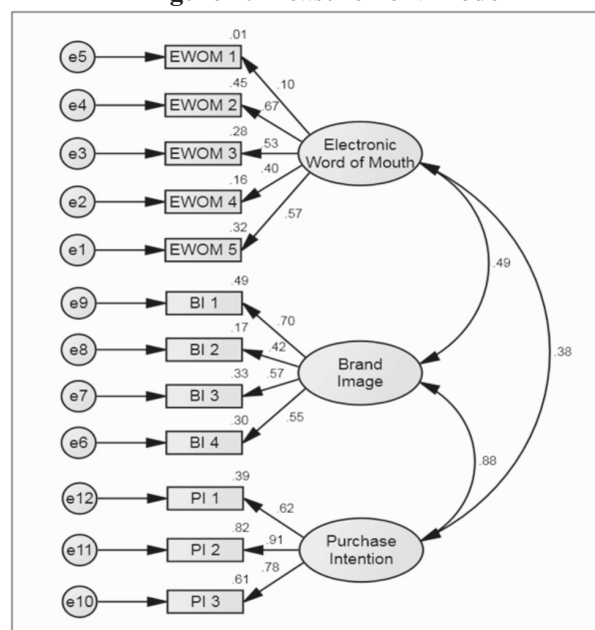 .01
e5 EWOM 1
.10
.45
e4 EWOM 2 .67
.28
e3 EWOM 3 .53 Electronic
Word of Mouth
.16 .40
e2 EWOM 4
.57
.32
e1 EWOM 5
.49
.49
e9 BI 1
.70
.17
e8 BI 2 .42
.38
.33 .57 Brand
Image
e7 BI 3
.30 .55
e6 BI 4
.88
.39
e12 PI 1
.62
.82
e11 PI 2 .91 Purchase
Intention
.61 .78
e10 PI 3